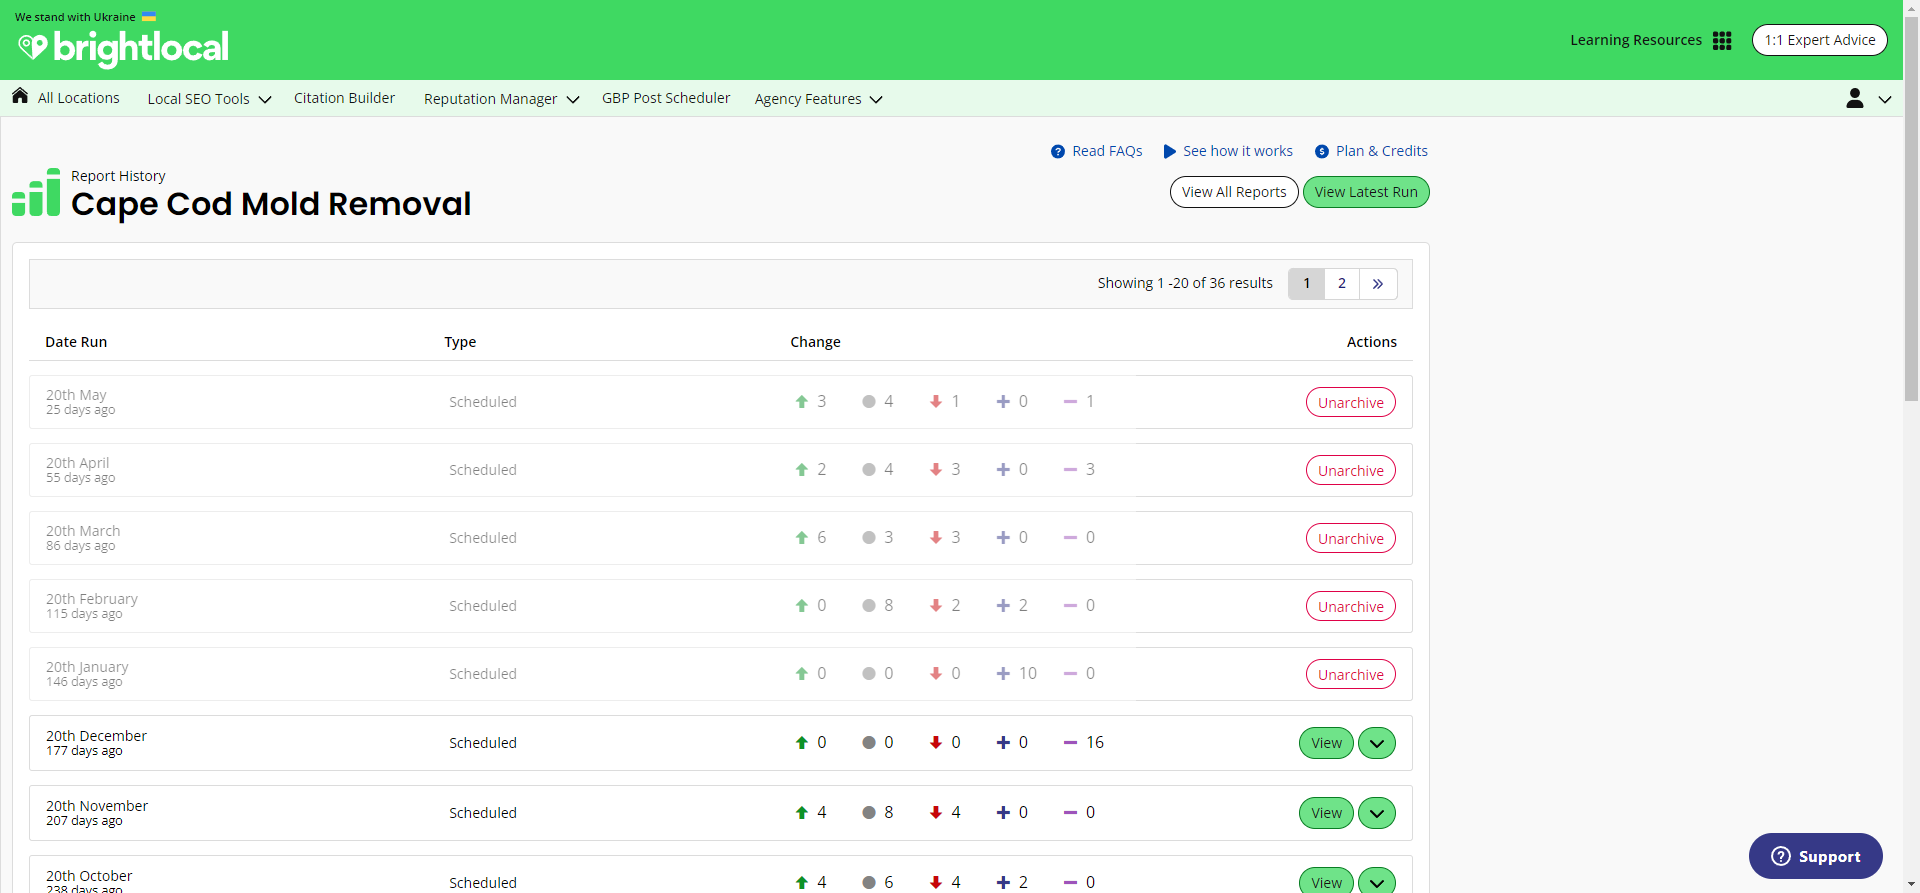 We stand with Ukraine
brightlocal
Learning Resources
1:1 Expert Advice
All Locations
Local SEO Tools
Citation Builder
Reputation Manager
GBP Post Scheduler
Agency Features
Read FAQs
See how it works
Plan & Credits
Report History
Cape Cod Mold Removal
View All Reports
View Latest Run
Showing 1 -20 of 36 results
1
2
»
Date Run Type Change Actions
20th May
25 days ago
Scheduled 3 4 1 0 1 Unarchive
20th April
55 days ago
Scheduled 2 4 3 0 3 Unarchive
20th March
86 days ago
Scheduled 6 3 3 0 0 Unarchive
20th February
115 days ago
Scheduled 0 8 2 2 0 Unarchive
20th January
146 days ago
Scheduled 0 0 0 10 0 Unarchive
20th December
177 days ago
Scheduled 0 0 0 0 16 View
20th November
207 days ago
Scheduled 4 8 4 0 0 View
20th October
238 days ago
Scheduled 4 6 4 2 0 View
Support